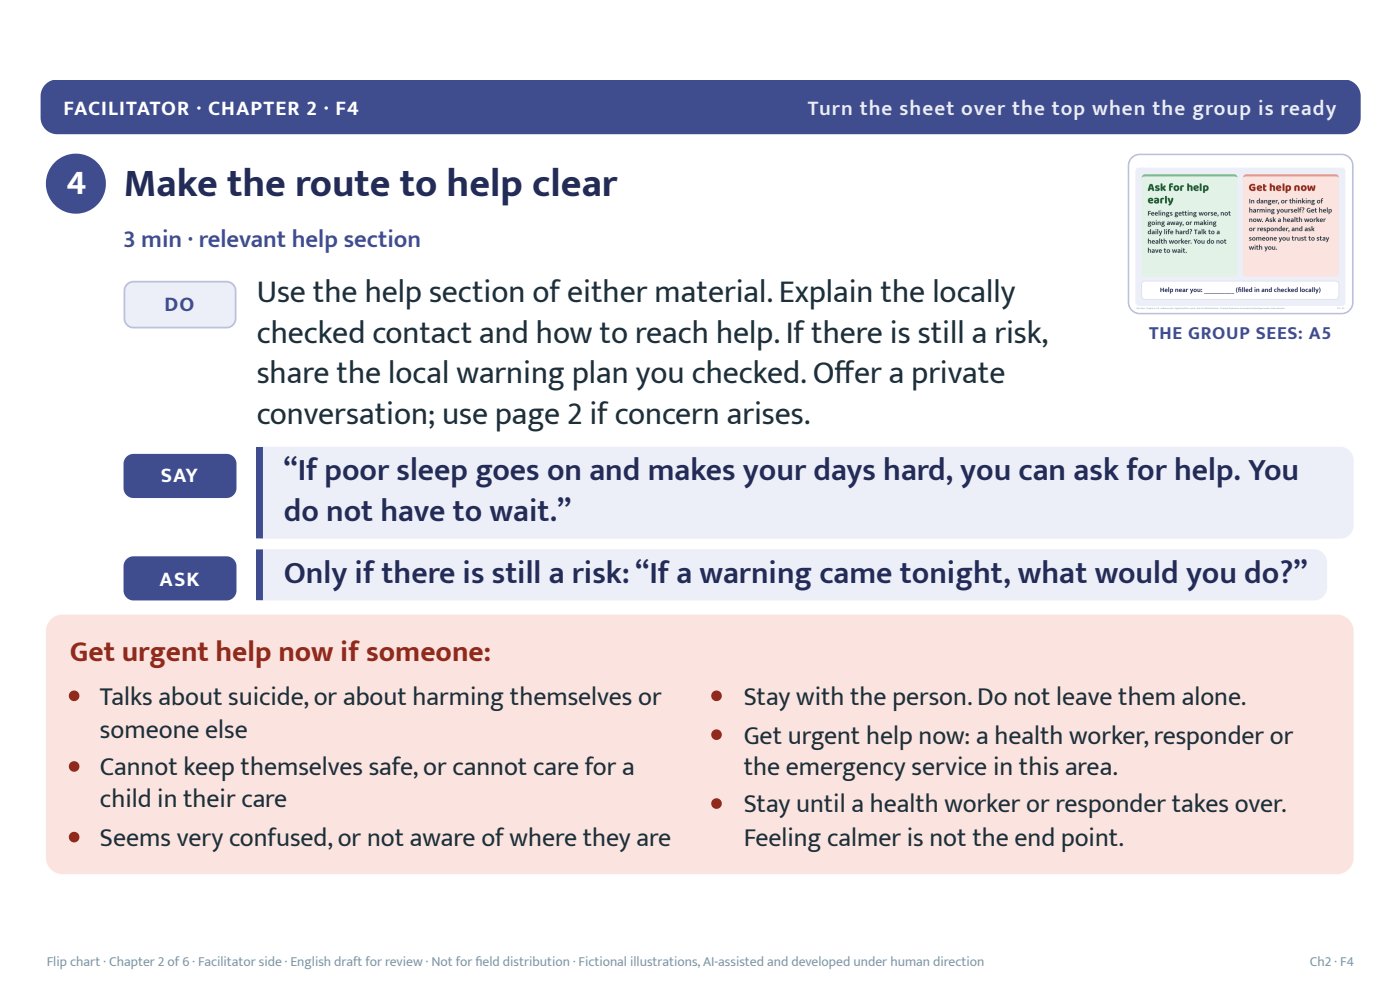 FACILITATOR · CHAPTER 2 · F4
Turn the sheet over the top when the group is ready
4
Make the route to help clear
3 min · relevant help section
Ask for help
early
Feelings getting worse, not
going away, or making
daily life hard? Talk to a
health worker. You do not
have to wait.
Get help now
In danger, or thinking of
harming yourself? Get help
now. Ask a health worker
or responder, and ask
someone you trust to stay
with you.
Help near you: ________ (filled in and checked locally)
THE GROUP SEES: A5
DO
Use the help section of either material. Explain the locally
checked contact and how to reach help. If there is still a risk,
share the local warning plan you checked. Offer a private
conversation; use page 2 if concern arises.
SAY
“If poor sleep goes on and makes your days hard, you can ask for help. You
do not have to wait.”
ASK
Only if there is still a risk: “If a warning came tonight, what would you do?”
Get urgent help now if someone:
• Talks about suicide, or about harming themselves or
someone else
• Cannot keep themselves safe, or cannot care for a
child in their care
• Seems very confused, or not aware of where they are
• Stay with the person. Do not leave them alone.
• Get urgent help now: a health worker, responder or
the emergency service in this area.
• Stay until a health worker or responder takes over.
Feeling calmer is not the end point.
Flip chart · Chapter 2 of 6 · Facilitator side · English draft for review · Not for field distribution · Fictional illustrations, AI-assisted and developed under human direction
Ch2 · F4